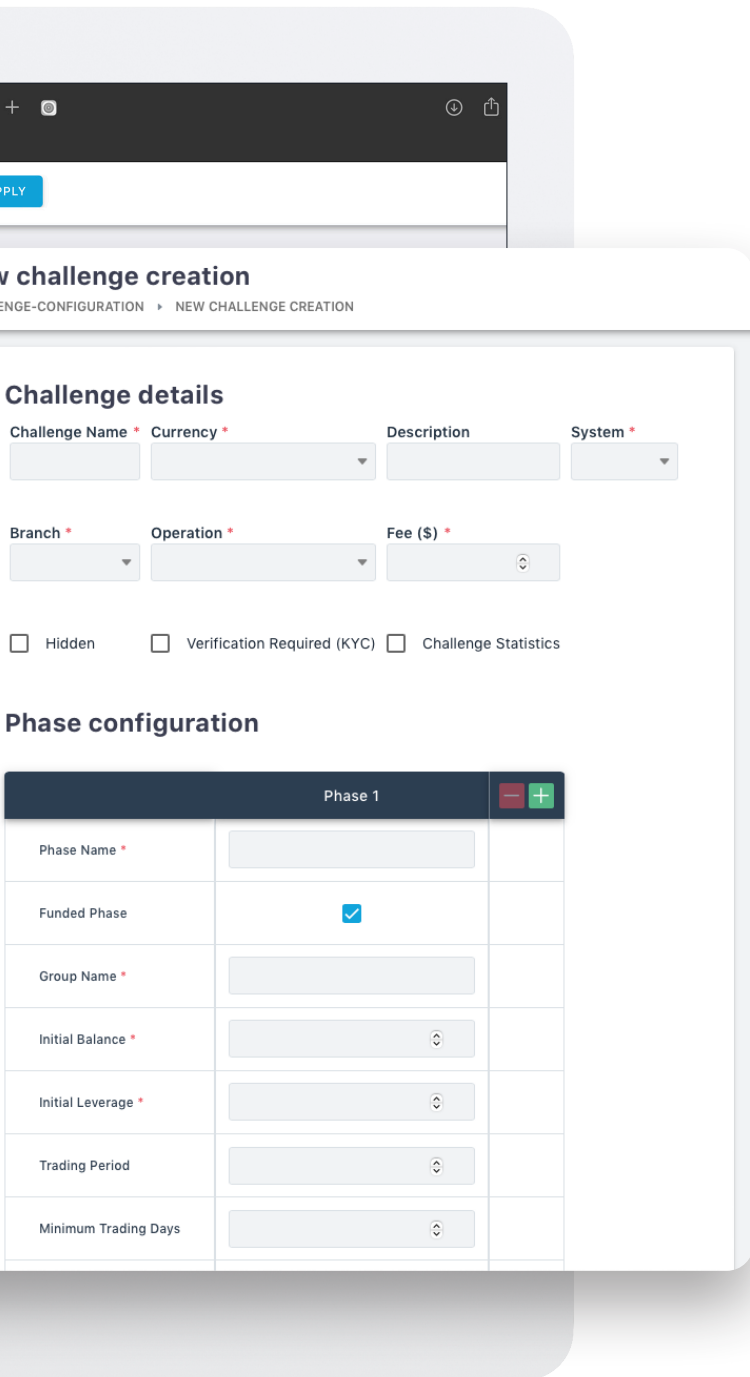 PPLY
w challenge creation
ENGE-CONFIGURATION ▸ NEW CHALLENGE CREATION
Challenge details
Challenge Name * Currency * Description System *
Branch * Operation * Fee ($) *
Hidden Verification Required (KYC) Challenge Statistics
Phase configuration
Phase 1
Phase Name *
Funded Phase
Group Name *
Initial Balance *
Initial Leverage *
Trading Period
Minimum Trading Days